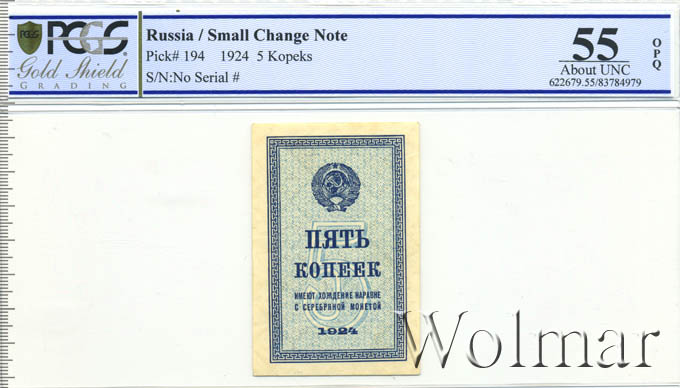 PCGS
Gold Shield
GRADING
Russia / Small Change Note
Pick# 194 1924 5 Kopeks
S/N:No Serial #
55
About UNC
622679.55/83784979
OPQ
5
ПЯТЬ
КОПЕЕК
ИМЕЮТ ХОЖДЕНИЕ НАРАВНЕ
С СЕРЕБРЯНОЙ МОНЕТОЙ
1924
Wolmar